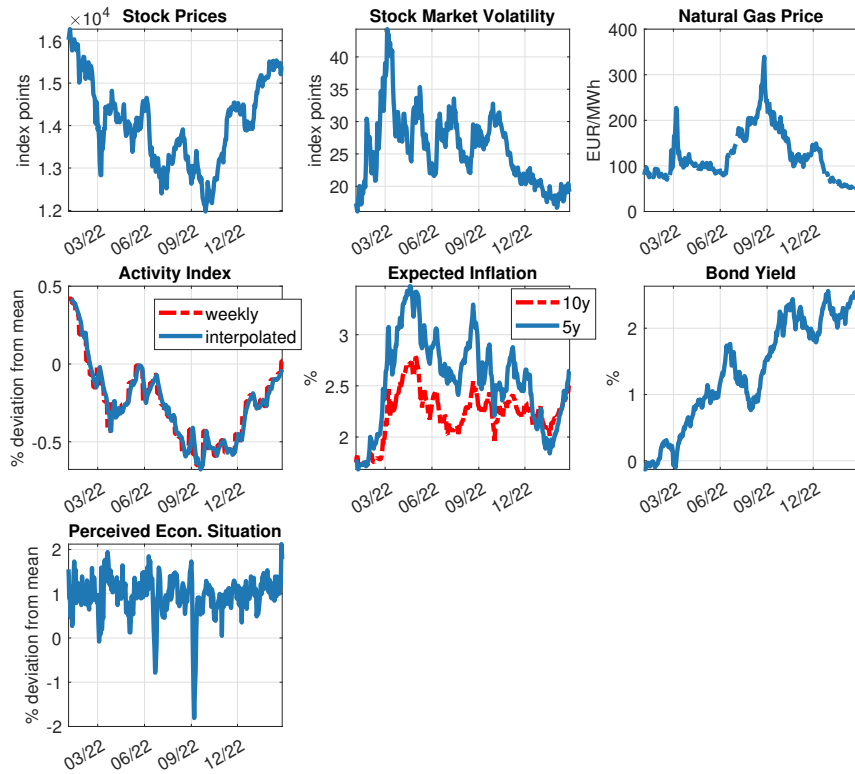 ×10⁴ Stock Prices
index points
1.6
1.5
1.4
1.3
1.2
03/22 06/22 09/22 12/22
Stock Market Volatility
index points
40
35
30
25
20
03/22 06/22 09/22 12/22
Natural Gas Price
EUR/MWh
400
300
200
100
0
03/22 06/22 09/22 12/22
Activity Index
% deviation from mean
0.5
0
-0.5
weekly
interpolated
03/22 06/22 09/22 12/22
Expected Inflation
%
3
2.5
2
10y
5y
03/22 06/22 09/22 12/22
Bond Yield
%
2
1
0
03/22 06/22 09/22 12/22
Perceived Econ. Situation
% deviation from mean
2
1
0
-1
-2
03/22 06/22 09/22 12/22